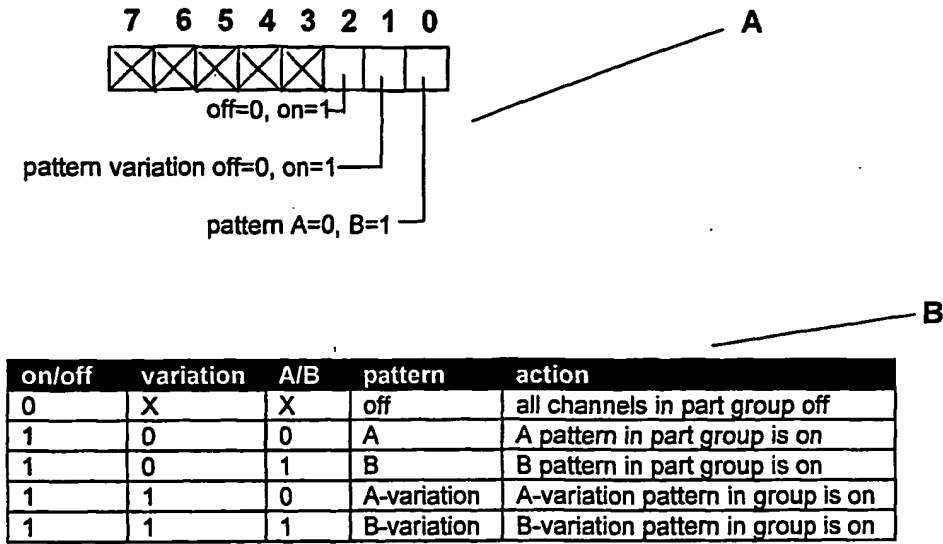 7 6 5 4 3 2 1 0
A
off=0, on=1
pattern variation off=0, on=1
pattern A=0, B=1
B
on/off variation A/B pattern action
0 X X off all channels in part group off
1 0 0 A A pattern in part group is on
1 0 1 B B pattern in part group is on
1 1 0 A-variation A-variation pattern in group is on
1 1 1 B-variation B-variation pattern in group is on